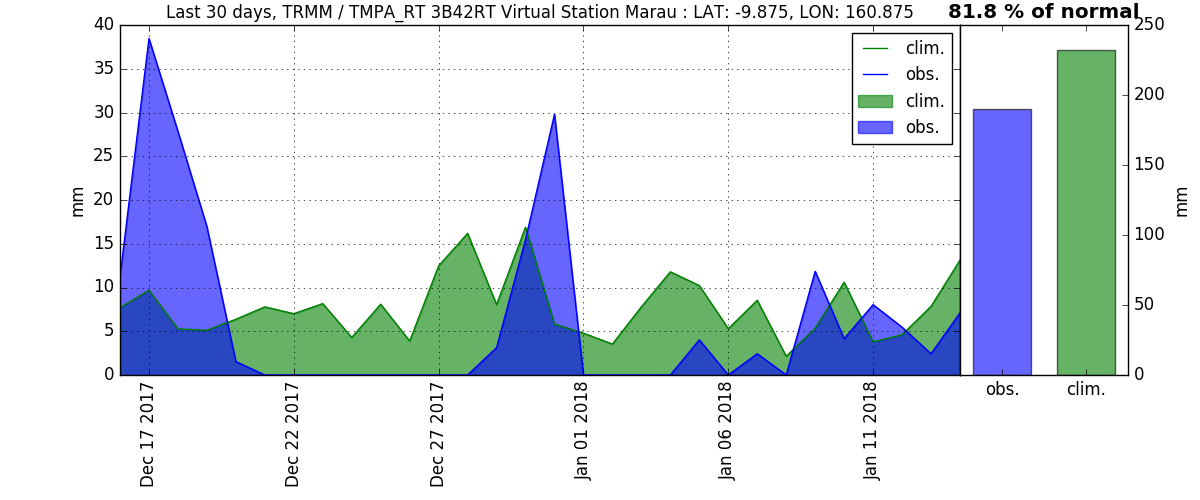 Last 30 days, TRMM / TMPA_RT 3B42RT Virtual Station Marau : LAT: -9.875, LON: 160.875
81.8 % of normal
40
35
30
25
20
15
10
5
0
mm
clim.
obs.
clim.
obs.
250
200
150
100
50
0
mm
Dec 17 2017
Dec 22 2017
Dec 27 2017
Jan 01 2018
Jan 06 2018
Jan 11 2018
obs.
clim.